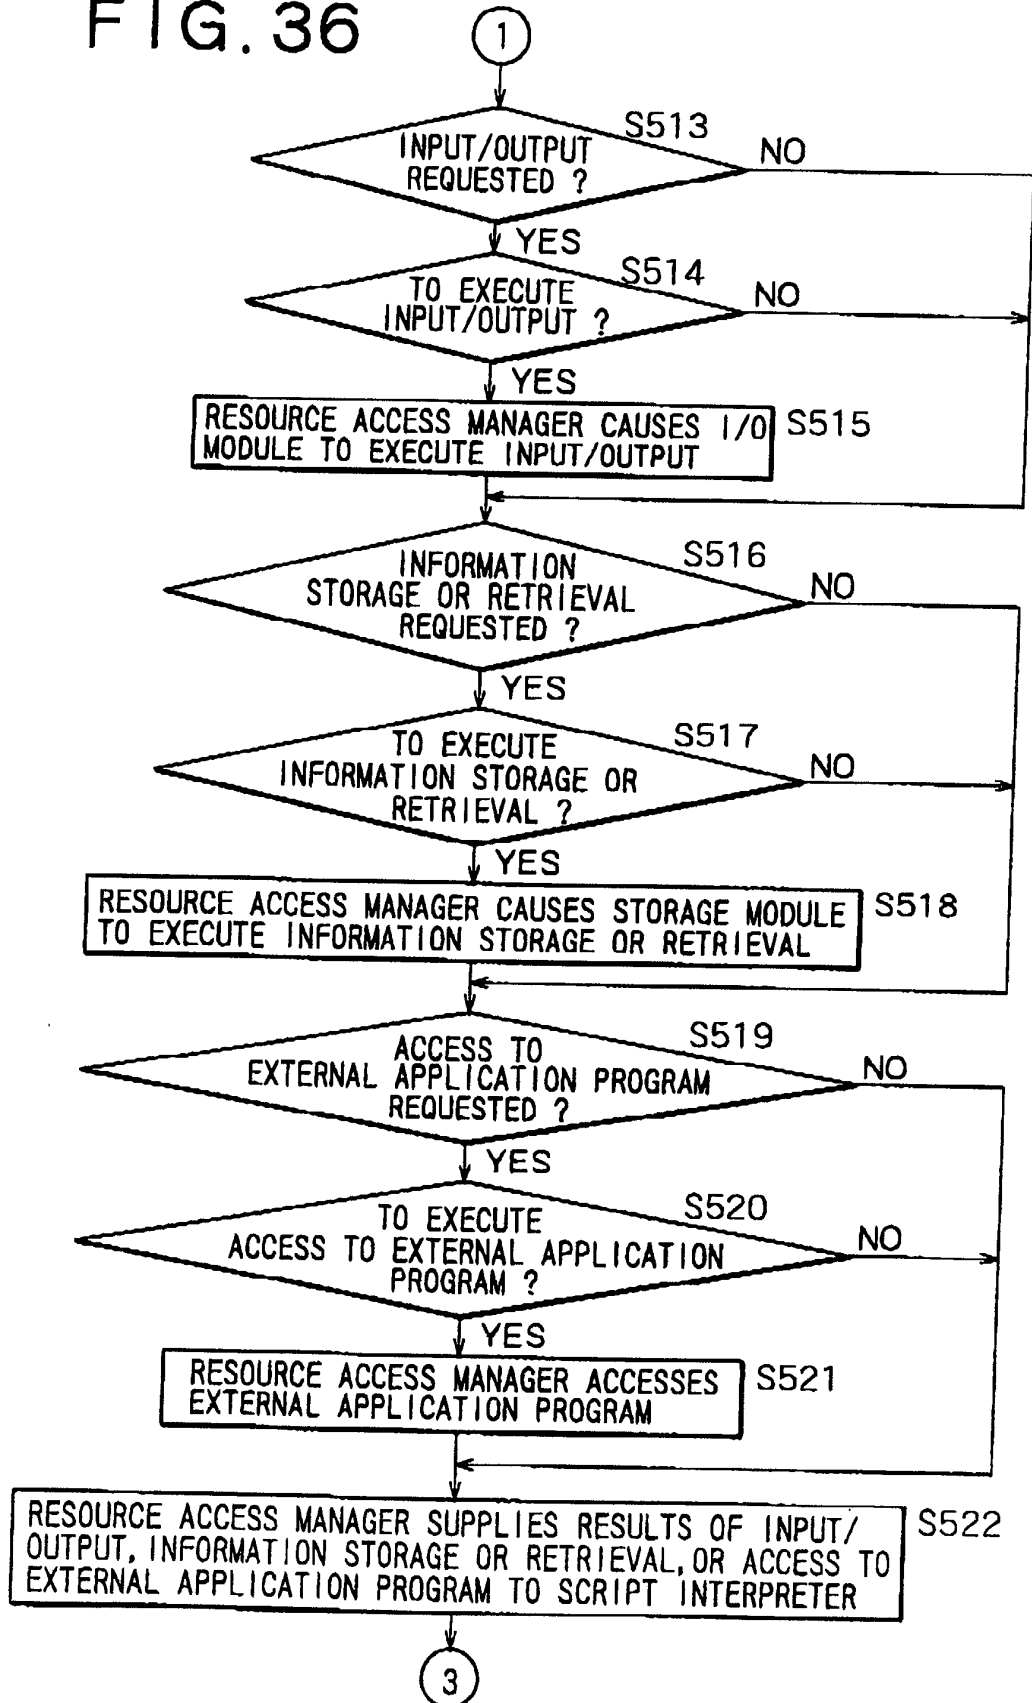 FIG. 36
1
S513
INPUT/OUTPUT
REQUESTED ?
NO
YES
S514
TO EXECUTE
INPUT/OUTPUT ?
NO
YES
RESOURCE ACCESS MANAGER CAUSES I/O
MODULE TO EXECUTE INPUT/OUTPUT
S515
S516
INFORMATION
STORAGE OR RETRIEVAL
REQUESTED ?
NO
YES
S517
TO EXECUTE
INFORMATION STORAGE OR
RETRIEVAL ?
NO
YES
RESOURCE ACCESS MANAGER CAUSES STORAGE MODULE
TO EXECUTE INFORMATION STORAGE OR RETRIEVAL
S518
S519
ACCESS TO
EXTERNAL APPLICATION PROGRAM
REQUESTED ?
NO
YES
S520
TO EXECUTE
ACCESS TO EXTERNAL APPLICATION
PROGRAM ?
NO
YES
RESOURCE ACCESS MANAGER ACCESSES
EXTERNAL APPLICATION PROGRAM
S521
RESOURCE ACCESS MANAGER SUPPLIES RESULTS OF INPUT/
OUTPUT, INFORMATION STORAGE OR RETRIEVAL, OR ACCESS TO
EXTERNAL APPLICATION PROGRAM TO SCRIPT INTERPRETER
S522
3